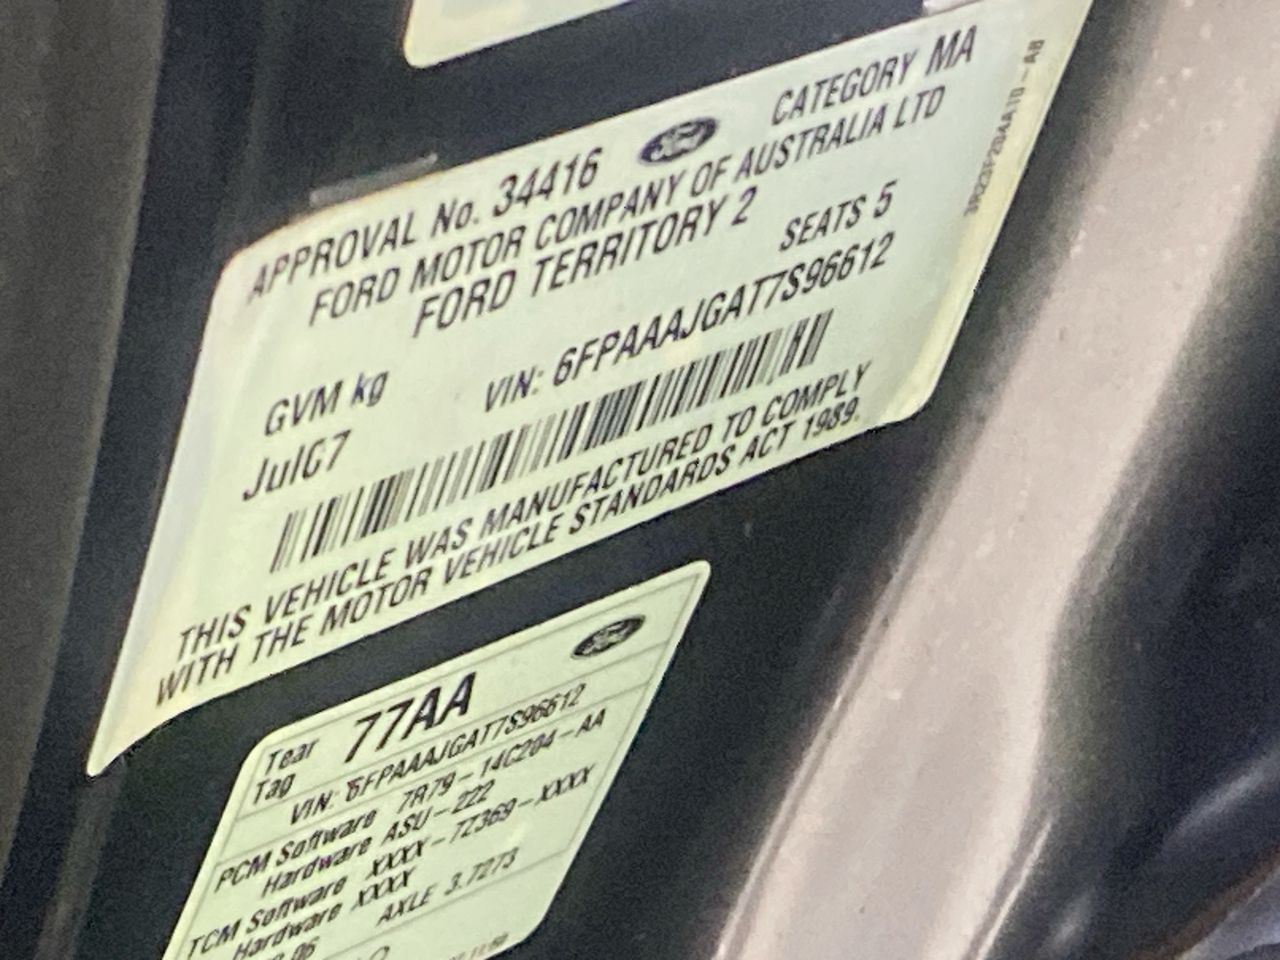 APPROVAL No. 34416 Ford CATEGORY MA
FORD MOTOR COMPANY OF AUSTRALIA LTD
FORD TERRITORY 2
SEATS 5
GVM kg VIN: 6FPAAAJGAT7S96612
Jul07
THIS VEHICLE WAS MANUFACTURED TO COMPLY
WITH THE MOTOR VEHICLE STANDARDS ACT 1989.
Ford
Tear Tag 77AA
VIN: 6FPAAAJGAT7S96612
PCM Software 7R79-14C204-AA
Hardware ASU-222
TCM Software XXXX-7Z369-XXXX
Hardware XXXX
06 AXLE 3.7273